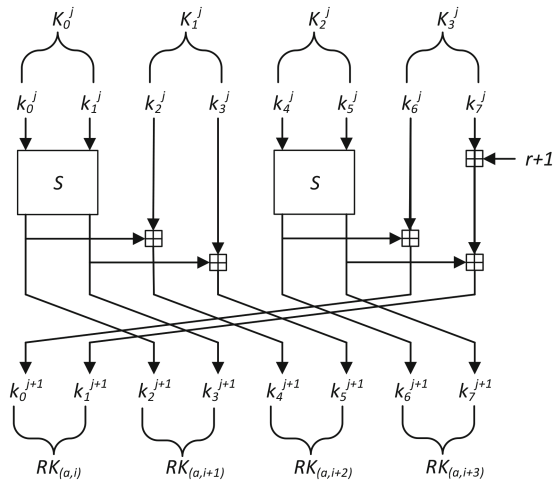 K₀ʲ K₁ʲ K₂ʲ K₃ʲ
k₀ʲ k₁ʲ k₂ʲ k₃ʲ k₄ʲ k₅ʲ k₆ʲ k₇ʲ
S S r+1
k₀ʲ⁺¹ k₁ʲ⁺¹ k₂ʲ⁺¹ k₃ʲ⁺¹ k₄ʲ⁺¹ k₅ʲ⁺¹ k₆ʲ⁺¹ k₇ʲ⁺¹
RK₍ₐ,ᵢ₎ RK₍ₐ,ᵢ₊₁₎ RK₍ₐ,ᵢ₊₂₎ RK₍ₐ,ᵢ₊₃₎